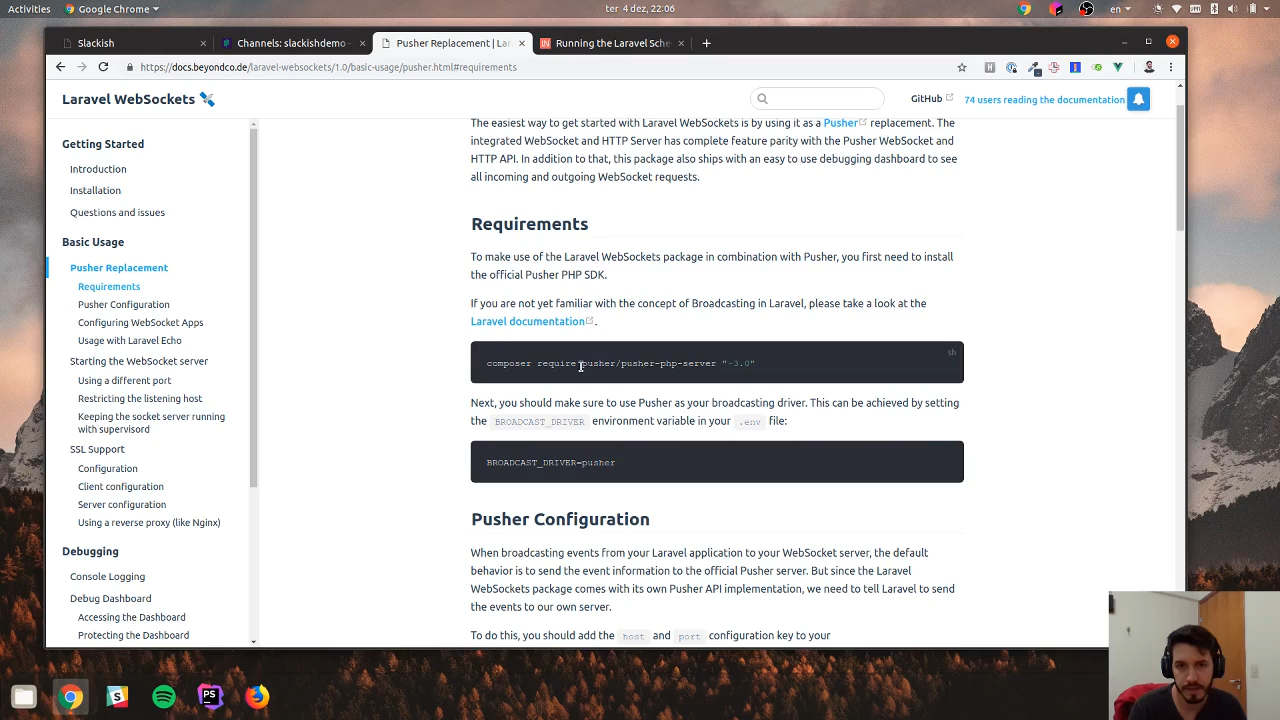 Activities
Google Chrome
ter 4 dez, 22:06
en
Slackish
Channels: slackishdemo
Pusher Replacement | La
Running the Laravel Sche
https://docs.beyondco.de/laravel-websockets/1.0/basic-usage/pusher.html#requirements
Laravel WebSockets
GitHub
74 users reading the documentation
Getting Started
Introduction
Installation
Questions and issues
Basic Usage
Pusher Replacement
Requirements
Pusher Configuration
Configuring WebSocket Apps
Usage with Laravel Echo
Starting the WebSocket server
Using a different port
Restricting the listening host
Keeping the socket server running
with supervisord
SSL Support
Configuration
Client configuration
Server configuration
Using a reverse proxy (like Nginx)
Debugging
Console Logging
Debug Dashboard
Accessing the Dashboard
Protecting the Dashboard
The easiest way to get started with Laravel WebSockets is by using it as a Pusher replacement. The
integrated WebSocket and HTTP Server has complete feature parity with the Pusher WebSocket and
HTTP API. In addition to that, this package also ships with an easy to use debugging dashboard to see
all incoming and outgoing WebSocket requests.
Requirements
To make use of the Laravel WebSockets package in combination with Pusher, you first need to install
the official Pusher PHP SDK.
If you are not yet familiar with the concept of Broadcasting in Laravel, please take a look at the
Laravel documentation.
sh
composer require pusher/pusher-php-server "~3.0"
Next, you should make sure to use Pusher as your broadcasting driver. This can be achieved by setting
the BROADCAST_DRIVER environment variable in your .env file:
BROADCAST_DRIVER=pusher
Pusher Configuration
When broadcasting events from your Laravel application to your WebSocket server, the default
behavior is to send the event information to the official Pusher server. But since the Laravel
WebSockets package comes with its own Pusher API implementation, we need to tell Laravel to send
the events to our own server.
To do this, you should add the host and port configuration key to your